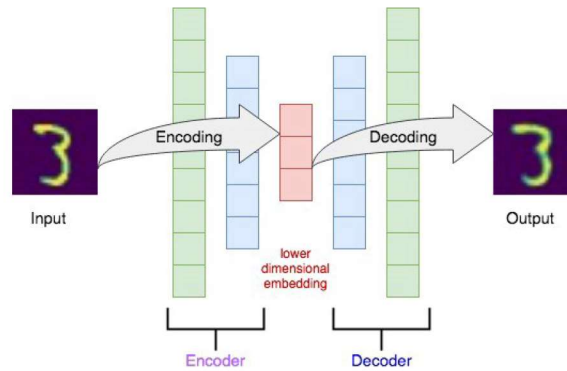 Encoding
Decoding
Input
Output
lower
dimensional
embedding
Encoder
Decoder